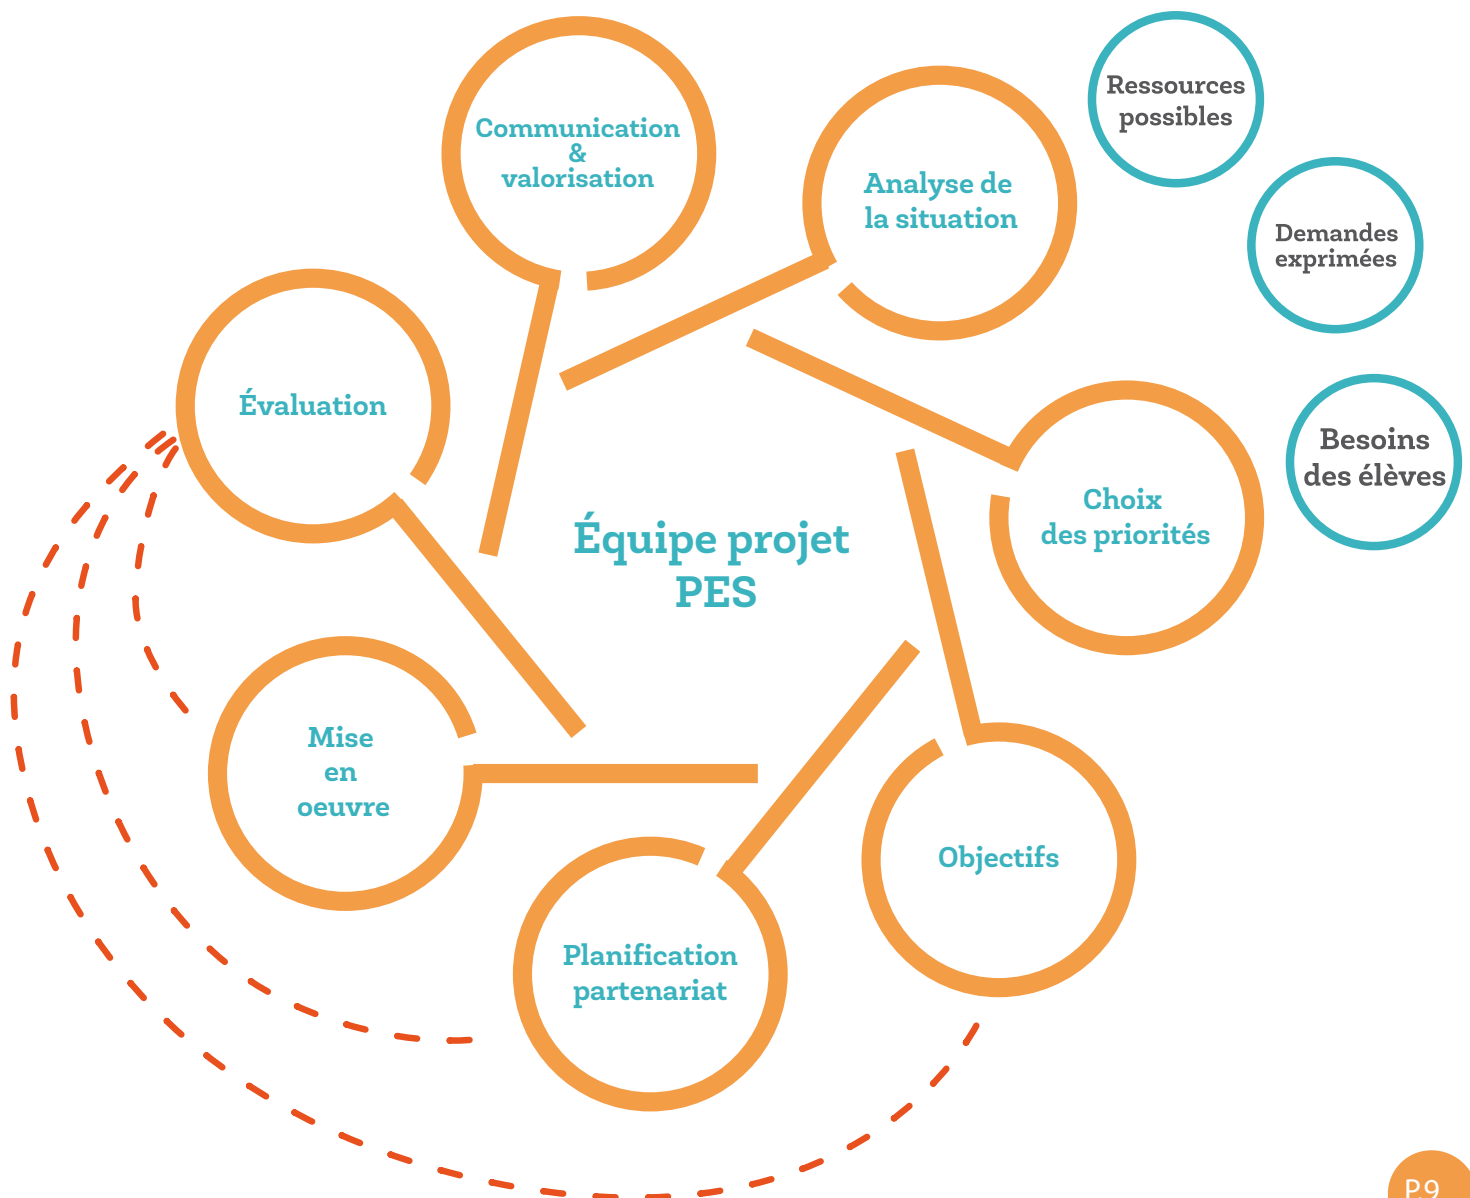 Communication
&
valorisation
Analyse de
la situation
Ressources
possibles
Demandes
exprimées
Besoins
des élèves
Évaluation
Choix
des priorités
Équipe projet
PES
Mise
en
oeuvre
Objectifs
Planification
partenariat
P.9